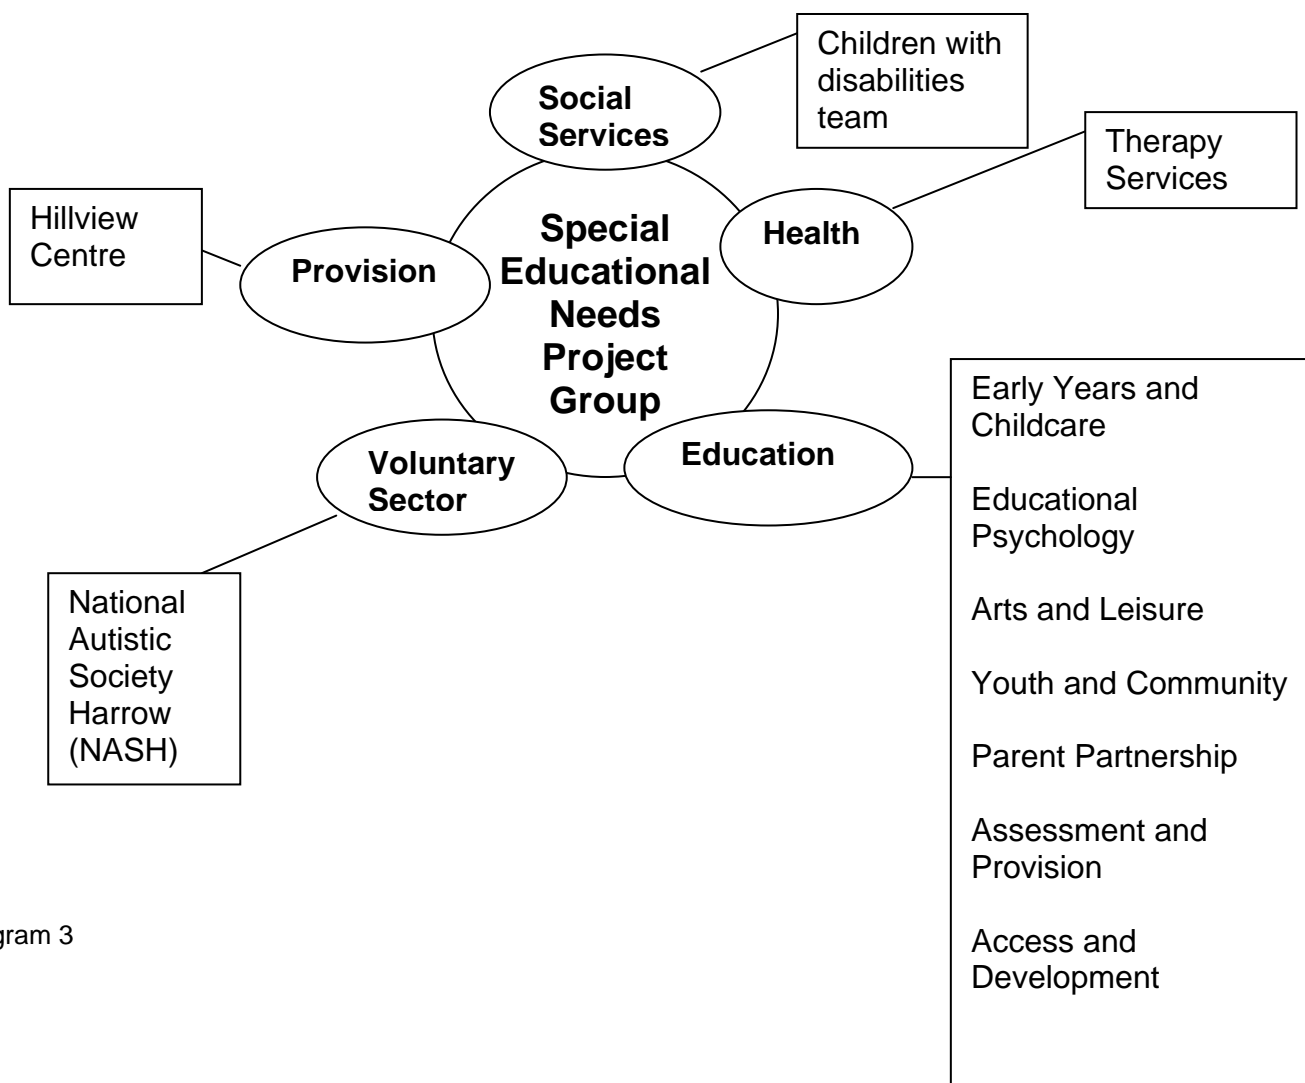 Children with
disabilities
team
Social
Services
Therapy
Services
Hillview
Centre
Provision
Special
Educational
Needs
Project
Group
Health
Early Years and
Childcare
Educational
Psychology
Arts and Leisure
Youth and Community
Parent Partnership
Assessment and
Provision
Access and
Development
Voluntary
Sector
Education
National
Autistic
Society
Harrow
(NASH)
gram 3